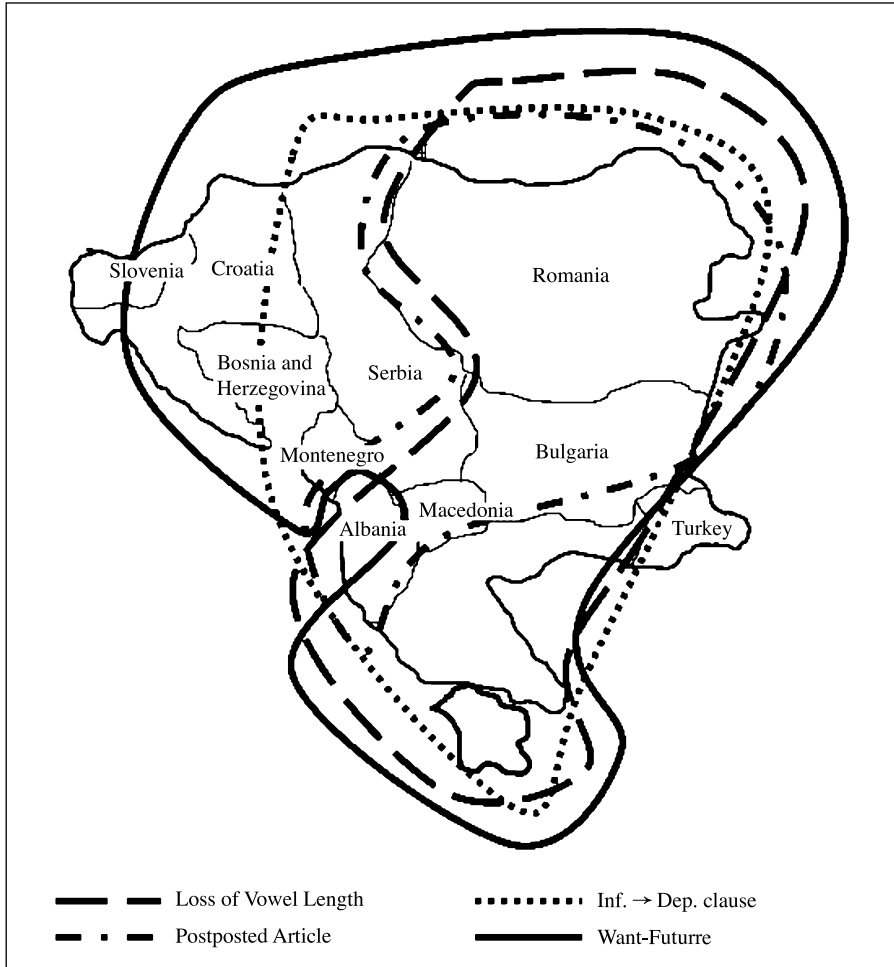 Slovenia
Croatia
Romania
Bosnia and
Herzegovina
Serbia
Montenegro
Bulgaria
Macedonia
Albania
Turkey
Loss of Vowel Length
Inf. → Dep. clause
Postposted Article
Want-Futurre